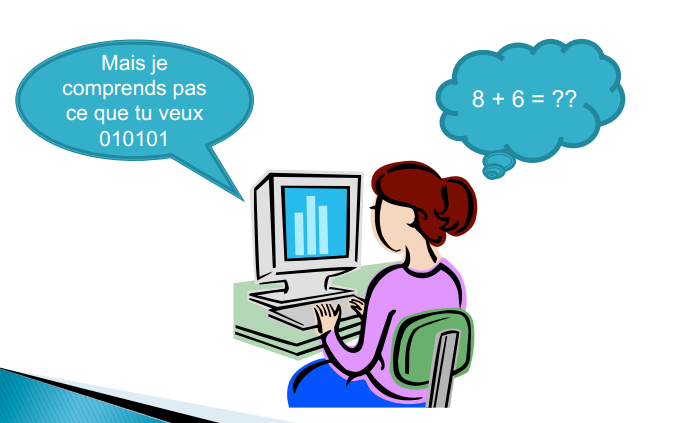 Mais je
comprends pas
ce que tu veux
010101
8 + 6 = ??